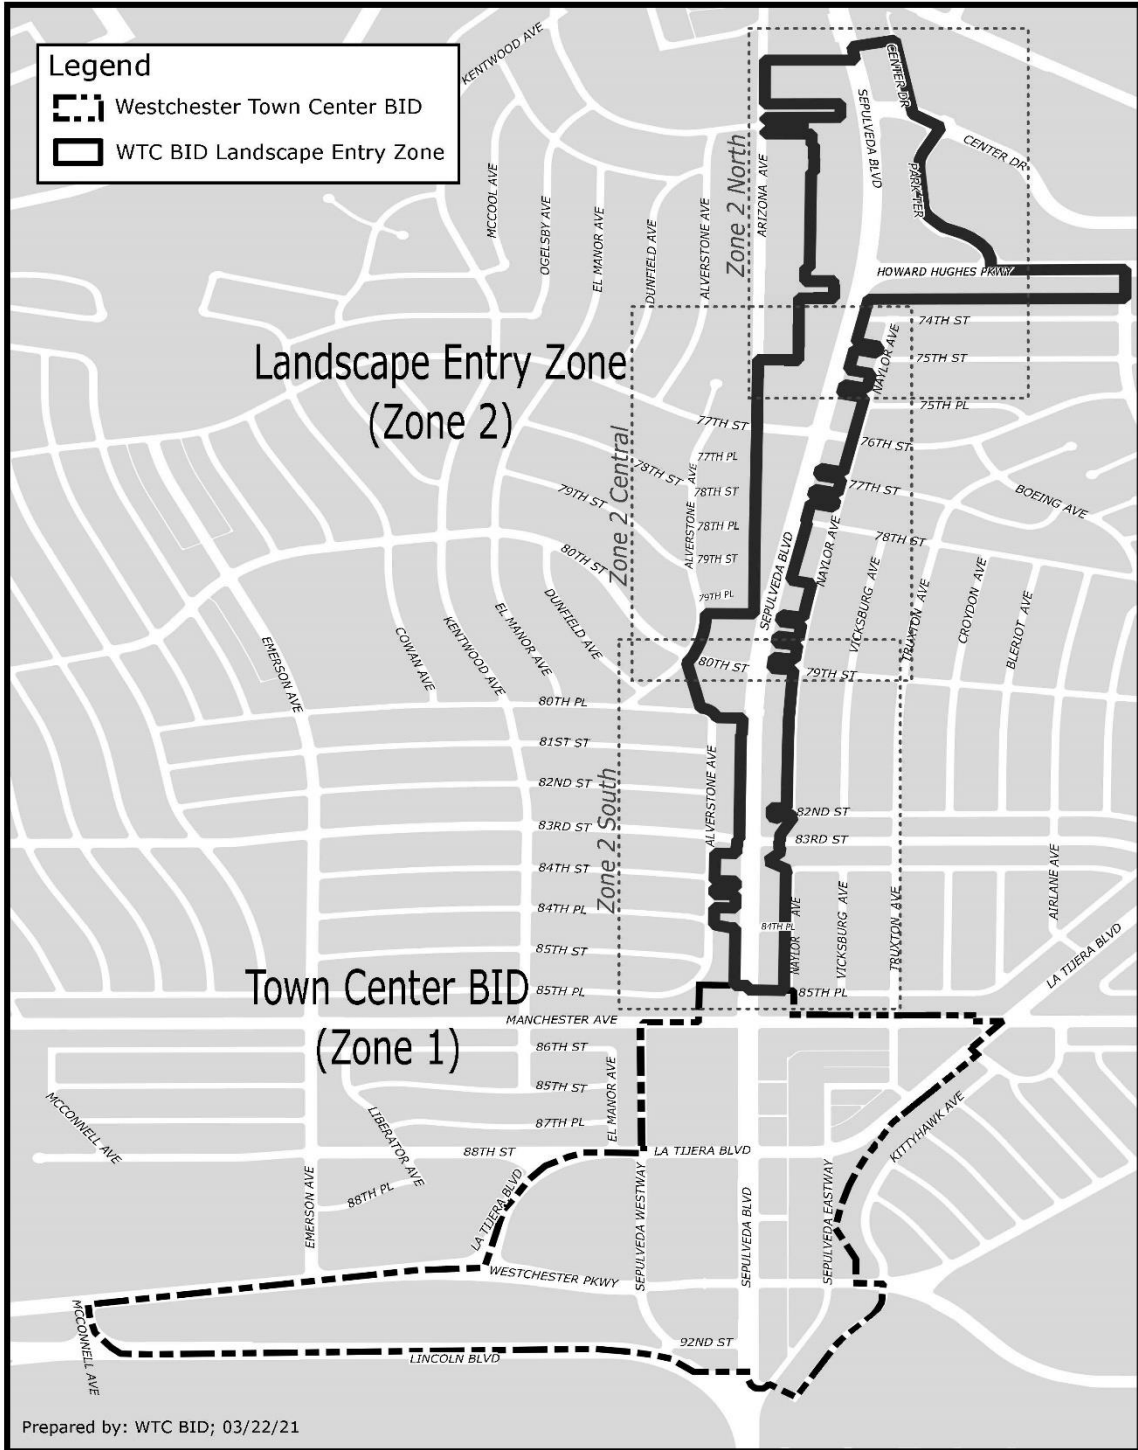 Legend
Westchester Town Center BID
WTC BID Landscape Entry Zone
KENTWOOD AVE
CENTER DR
SEPULVEDA BLVD
CENTER DR
PARK TER
MCCOOL AVE
OGELSBY AVE
EL MANOR AVE
DUNFIELD AVE
ALVERSTONE AVE
Zone 2 North
ARIZONA AVE
HOWARD HUGHES PKWY
74TH ST
NAYLOR AVE
75TH ST
Landscape Entry Zone
(Zone 2)
75TH PL
77TH ST
76TH ST
77TH PL
78TH ST
78TH ST
79TH ST
77TH ST
BOEING AVE
ALVERSTONE AVE
78TH PL
78TH ST
Zone 2 Central
80TH ST
79TH ST
79TH PL
SEPULVEDA BLVD
NAYLOR AVE
VICKSBURG AVE
TRUXTON AVE
CROYDON AVE
BLERIOT AVE
EMERSON AVE
COWAN AVE
KENTWOOD AVE
EL MANOR AVE
DUNFIELD AVE
80TH ST
79TH ST
80TH PL
81ST ST
82ND ST
83RD ST
84TH ST
84TH PL
85TH ST
85TH PL
ALVERSTONE AVE
Zone 2 South
82ND ST
83RD ST
84TH PL
NAYLOR AVE
VICKSBURG AVE
TRUXTON AVE
AIRLANE AVE
LA TIJERA BLVD
85TH PL
Town Center BID
(Zone 1)
MANCHESTER AVE
86TH ST
85TH ST
87TH PL
88TH ST
88TH PL
MCCONNELL AVE
LIBERATOR AVE
EL MANOR AVE
EMERSON AVE
LA TIJERA BLVD
LA TIJERA BLVD
KITTYHAWK AVE
SEPULVEDA WESTWAY
SEPULVEDA BLVD
SEPULVEDA EASTWAY
WESTCHESTER PKWY
MCCONNELL AVE
92ND ST
LINCOLN BLVD
Prepared by: WTC BID; 03/22/21